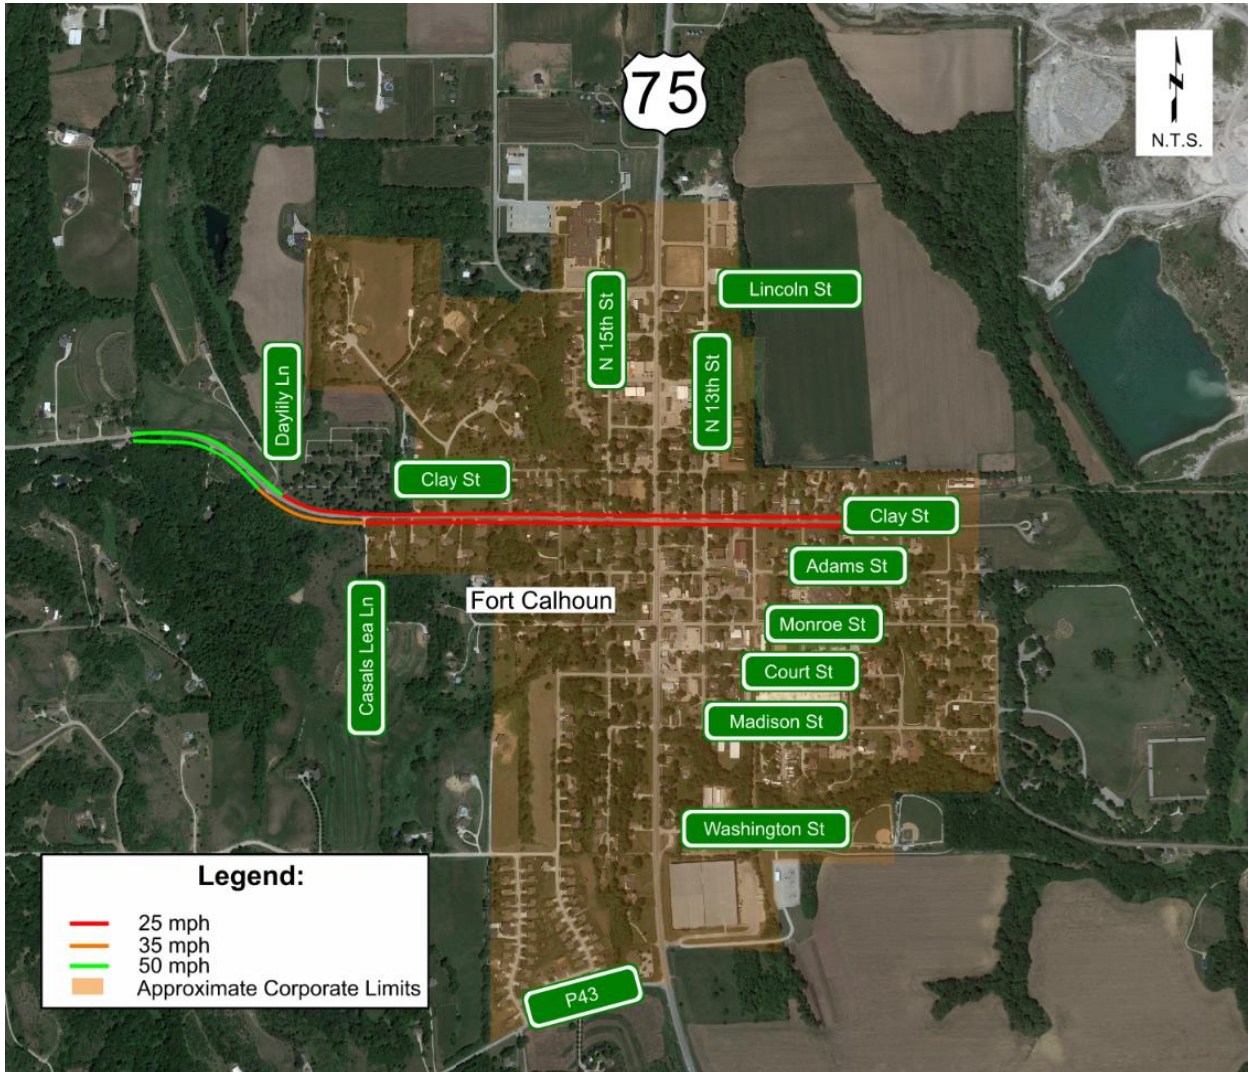 75
N
N.T.S.
Lincoln St
N 15th St
N 13th St
Daylily Ln
Clay St
Clay St
Adams St
Fort Calhoun
Monroe St
Casals Lea Ln
Court St
Madison St
Washington St
Legend:
25 mph
35 mph
50 mph
Approximate Corporate Limits
P43